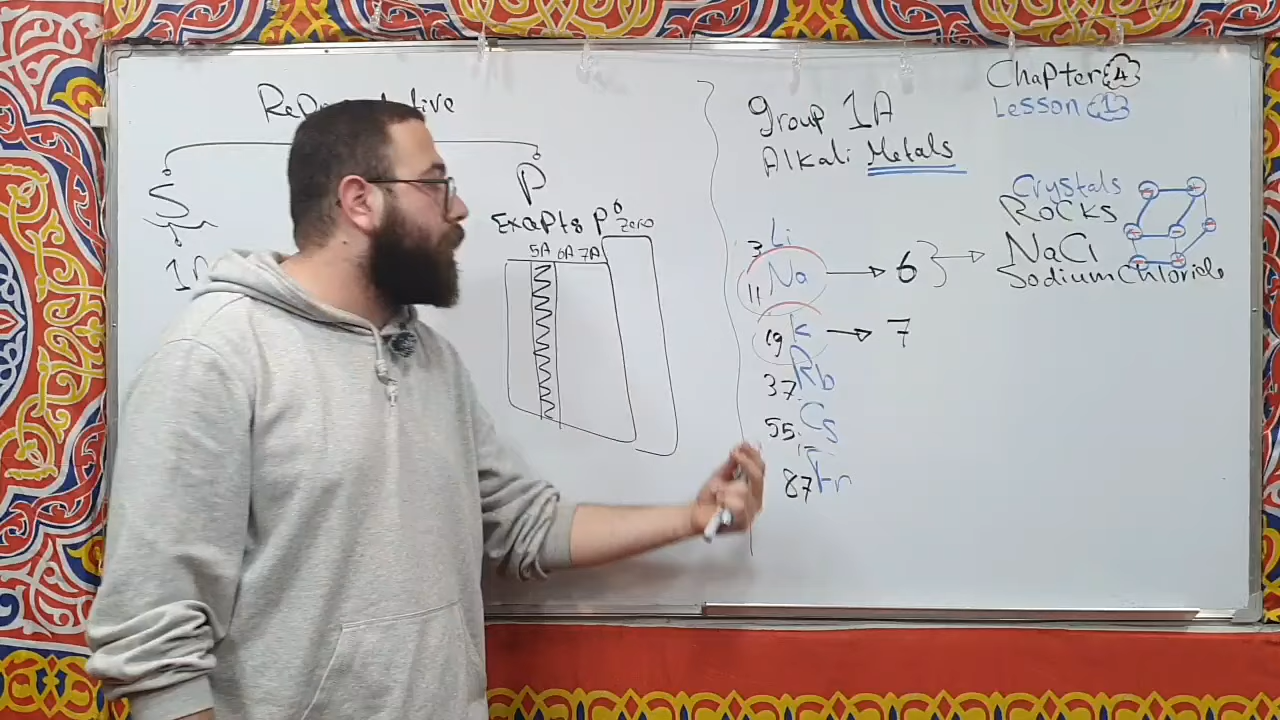 S
P
Exapts P⁶ Zero
5A 6A 7A
Group 1A
Alkali Metals
Chapter 4
Lesson 1
3 Li
11 Na → 6
19 K → 7
37 Rb
55 Cs
87 Fr
Crystals
Rocks
NaCl
Sodium Chloride